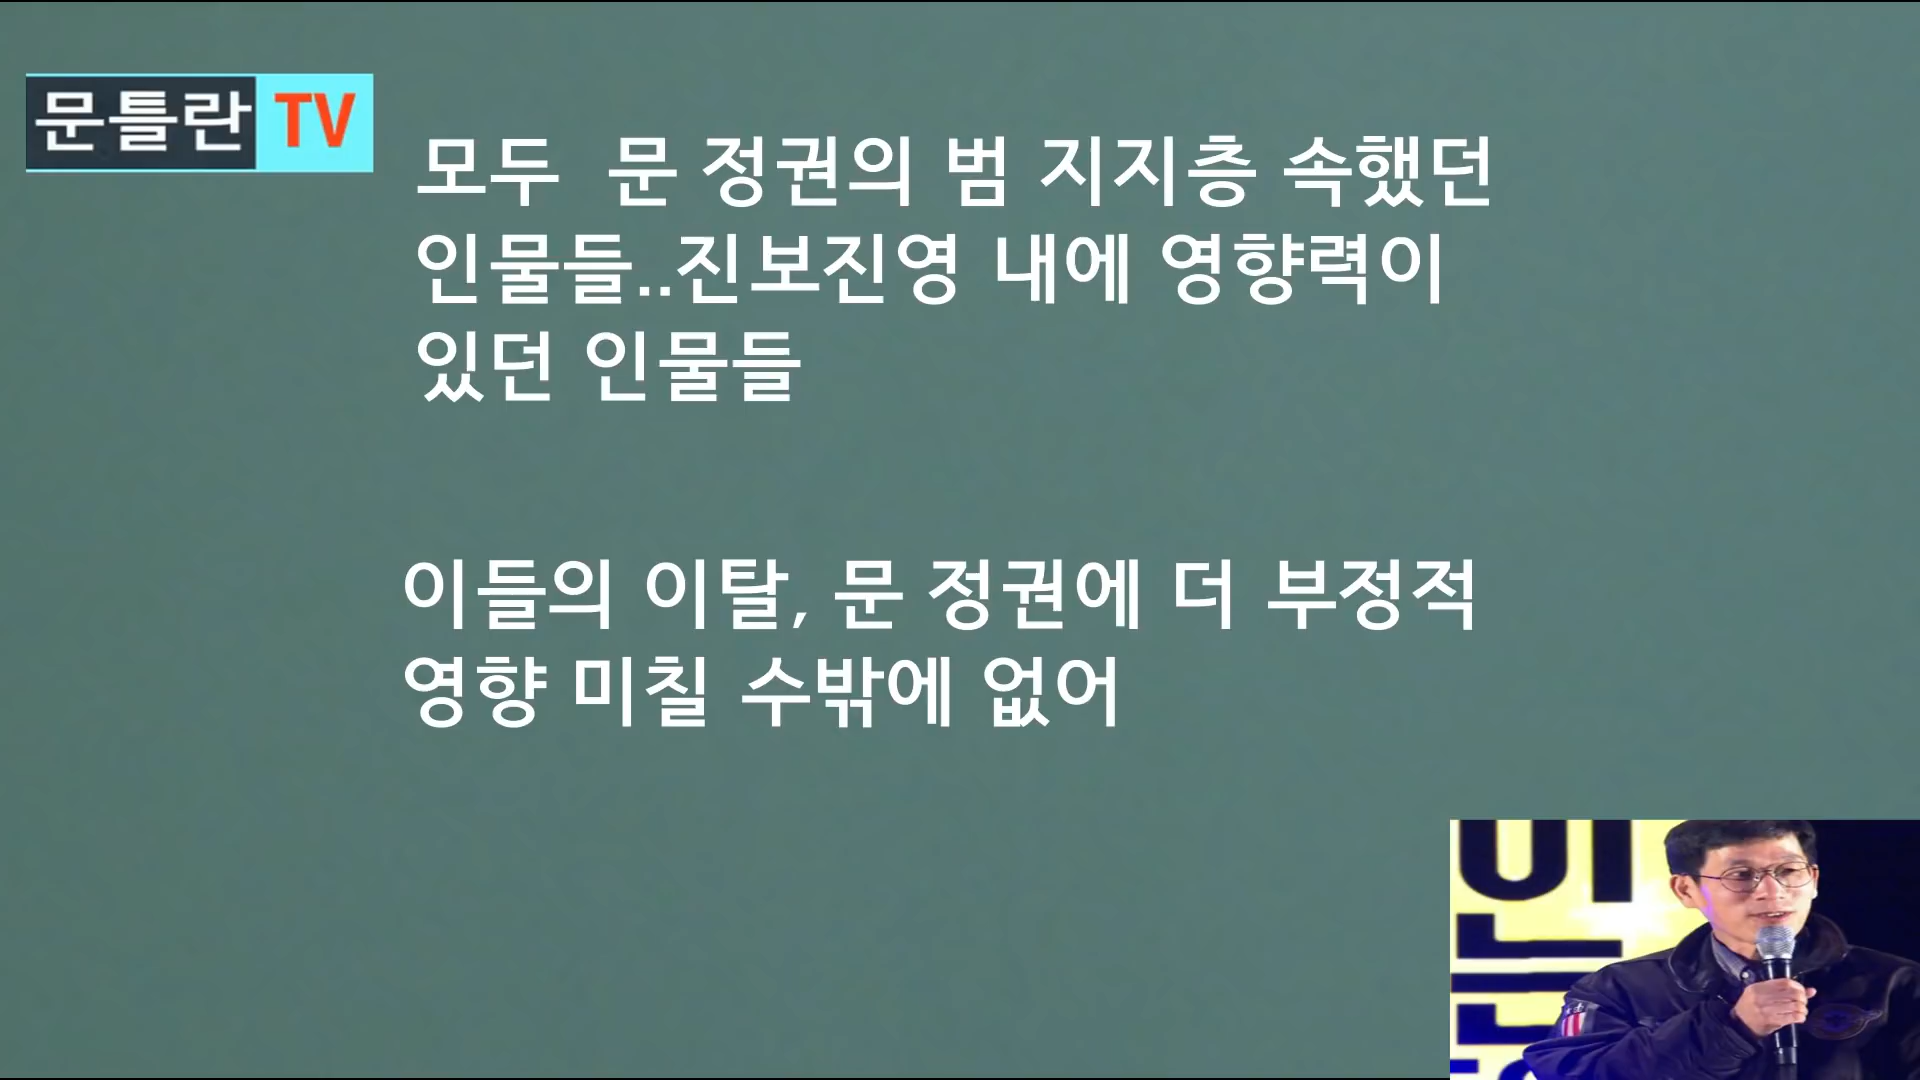 문틀란 TV
모두 문 정권의 범 지지층 속했던
인물들..진보진영 내에 영향력이
있던 인물들
이들의 이탈, 문 정권에 더 부정적
영향 미칠 수밖에 없어